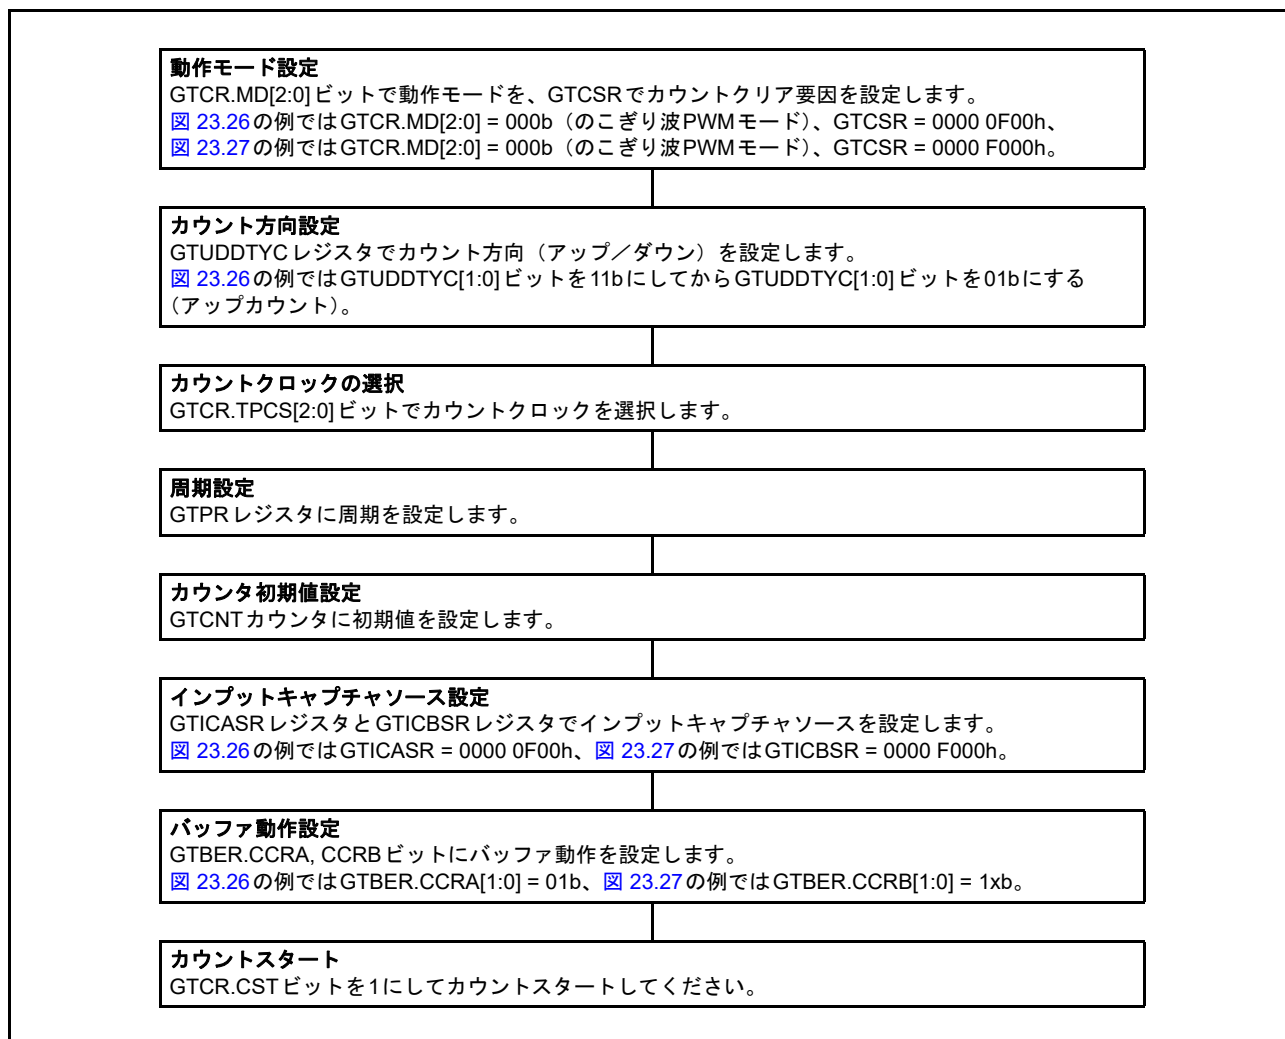 動作モード設定
GTCR.MD[2:0]ビットで動作モードを、GTCSRでカウントクリア要因を設定します。
図 23.26の例ではGTCR.MD[2:0] = 000b（のこぎり波PWMモード）、GTCSR = 0000 0F00h、
図 23.27の例ではGTCR.MD[2:0] = 000b（のこぎり波PWMモード）、GTCSR = 0000 F000h。
カウント方向設定
GTUDDTYCレジスタでカウント方向（アップ／ダウン）を設定します。
図 23.26の例ではGTUDDTYC[1:0]ビットを11bにしてからGTUDDTYC[1:0]ビットを01bにする
（アップカウント）。
カウントクロックの選択
GTCR.TPCS[2:0]ビットでカウントクロックを選択します。
周期設定
GTPRレジスタに周期を設定します。
カウンタ初期値設定
GTCNTカウンタに初期値を設定します。
インプットキャプチャソース設定
GTICASRレジスタとGTICBSRレジスタでインプットキャプチャソースを設定します。
図 23.26の例ではGTICASR = 0000 0F00h、図 23.27の例ではGTICBSR = 0000 F000h。
バッファ動作設定
GTBER.CCRA, CCRBビットにバッファ動作を設定します。
図 23.26の例ではGTBER.CCRA[1:0] = 01b、図 23.27の例ではGTBER.CCRB[1:0] = 1xb。
カウントスタート
GTCR.CSTビットを1にしてカウントスタートしてください。